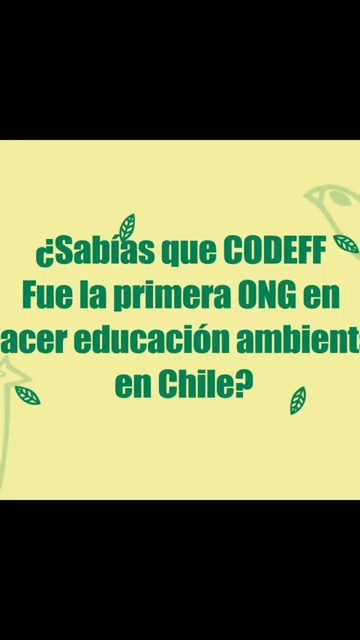 ¿Sabías que CODEFF
Fue la primera ONG en
acer educación ambient
en Chile?